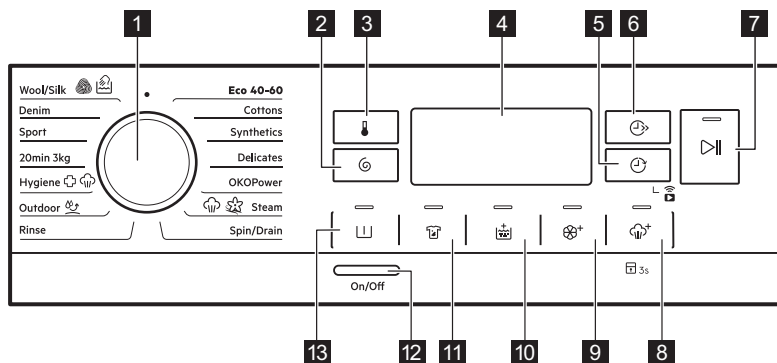 1
2
3
4
5
6
7
Wool/Silk
Eco 40-60
Denim
Cottons
Sport
Synthetics
20min 3kg
Delicates
Hygiene
OKOPower
Outdoor
Steam
Rinse
Spin/Drain
On/Off
3s
13
12
11
10
9
8